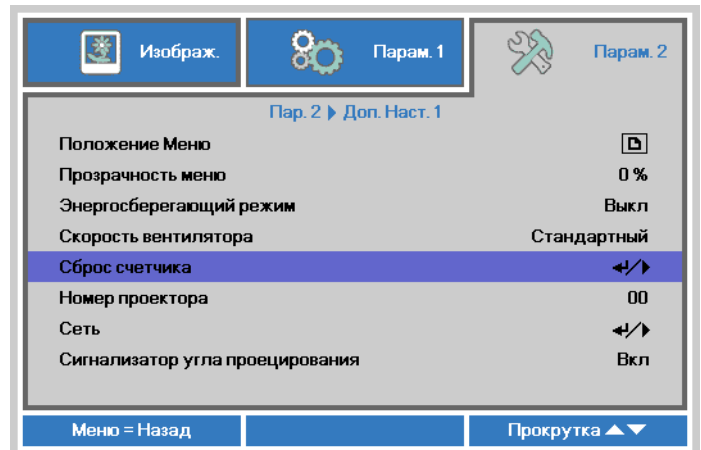 Изображ. Парам. 1 Парам. 2
Пар. 2 Доп. Наст. 1
Положение Меню
Прозрачность меню 0 %
Энергосберегающий режим Выкл
Скорость вентилятора Стандартный
Сброс счетчика
Номер проектора 00
Сеть
Сигнализатор угла проецирования Вкл
Меню = Назад Прокрутка